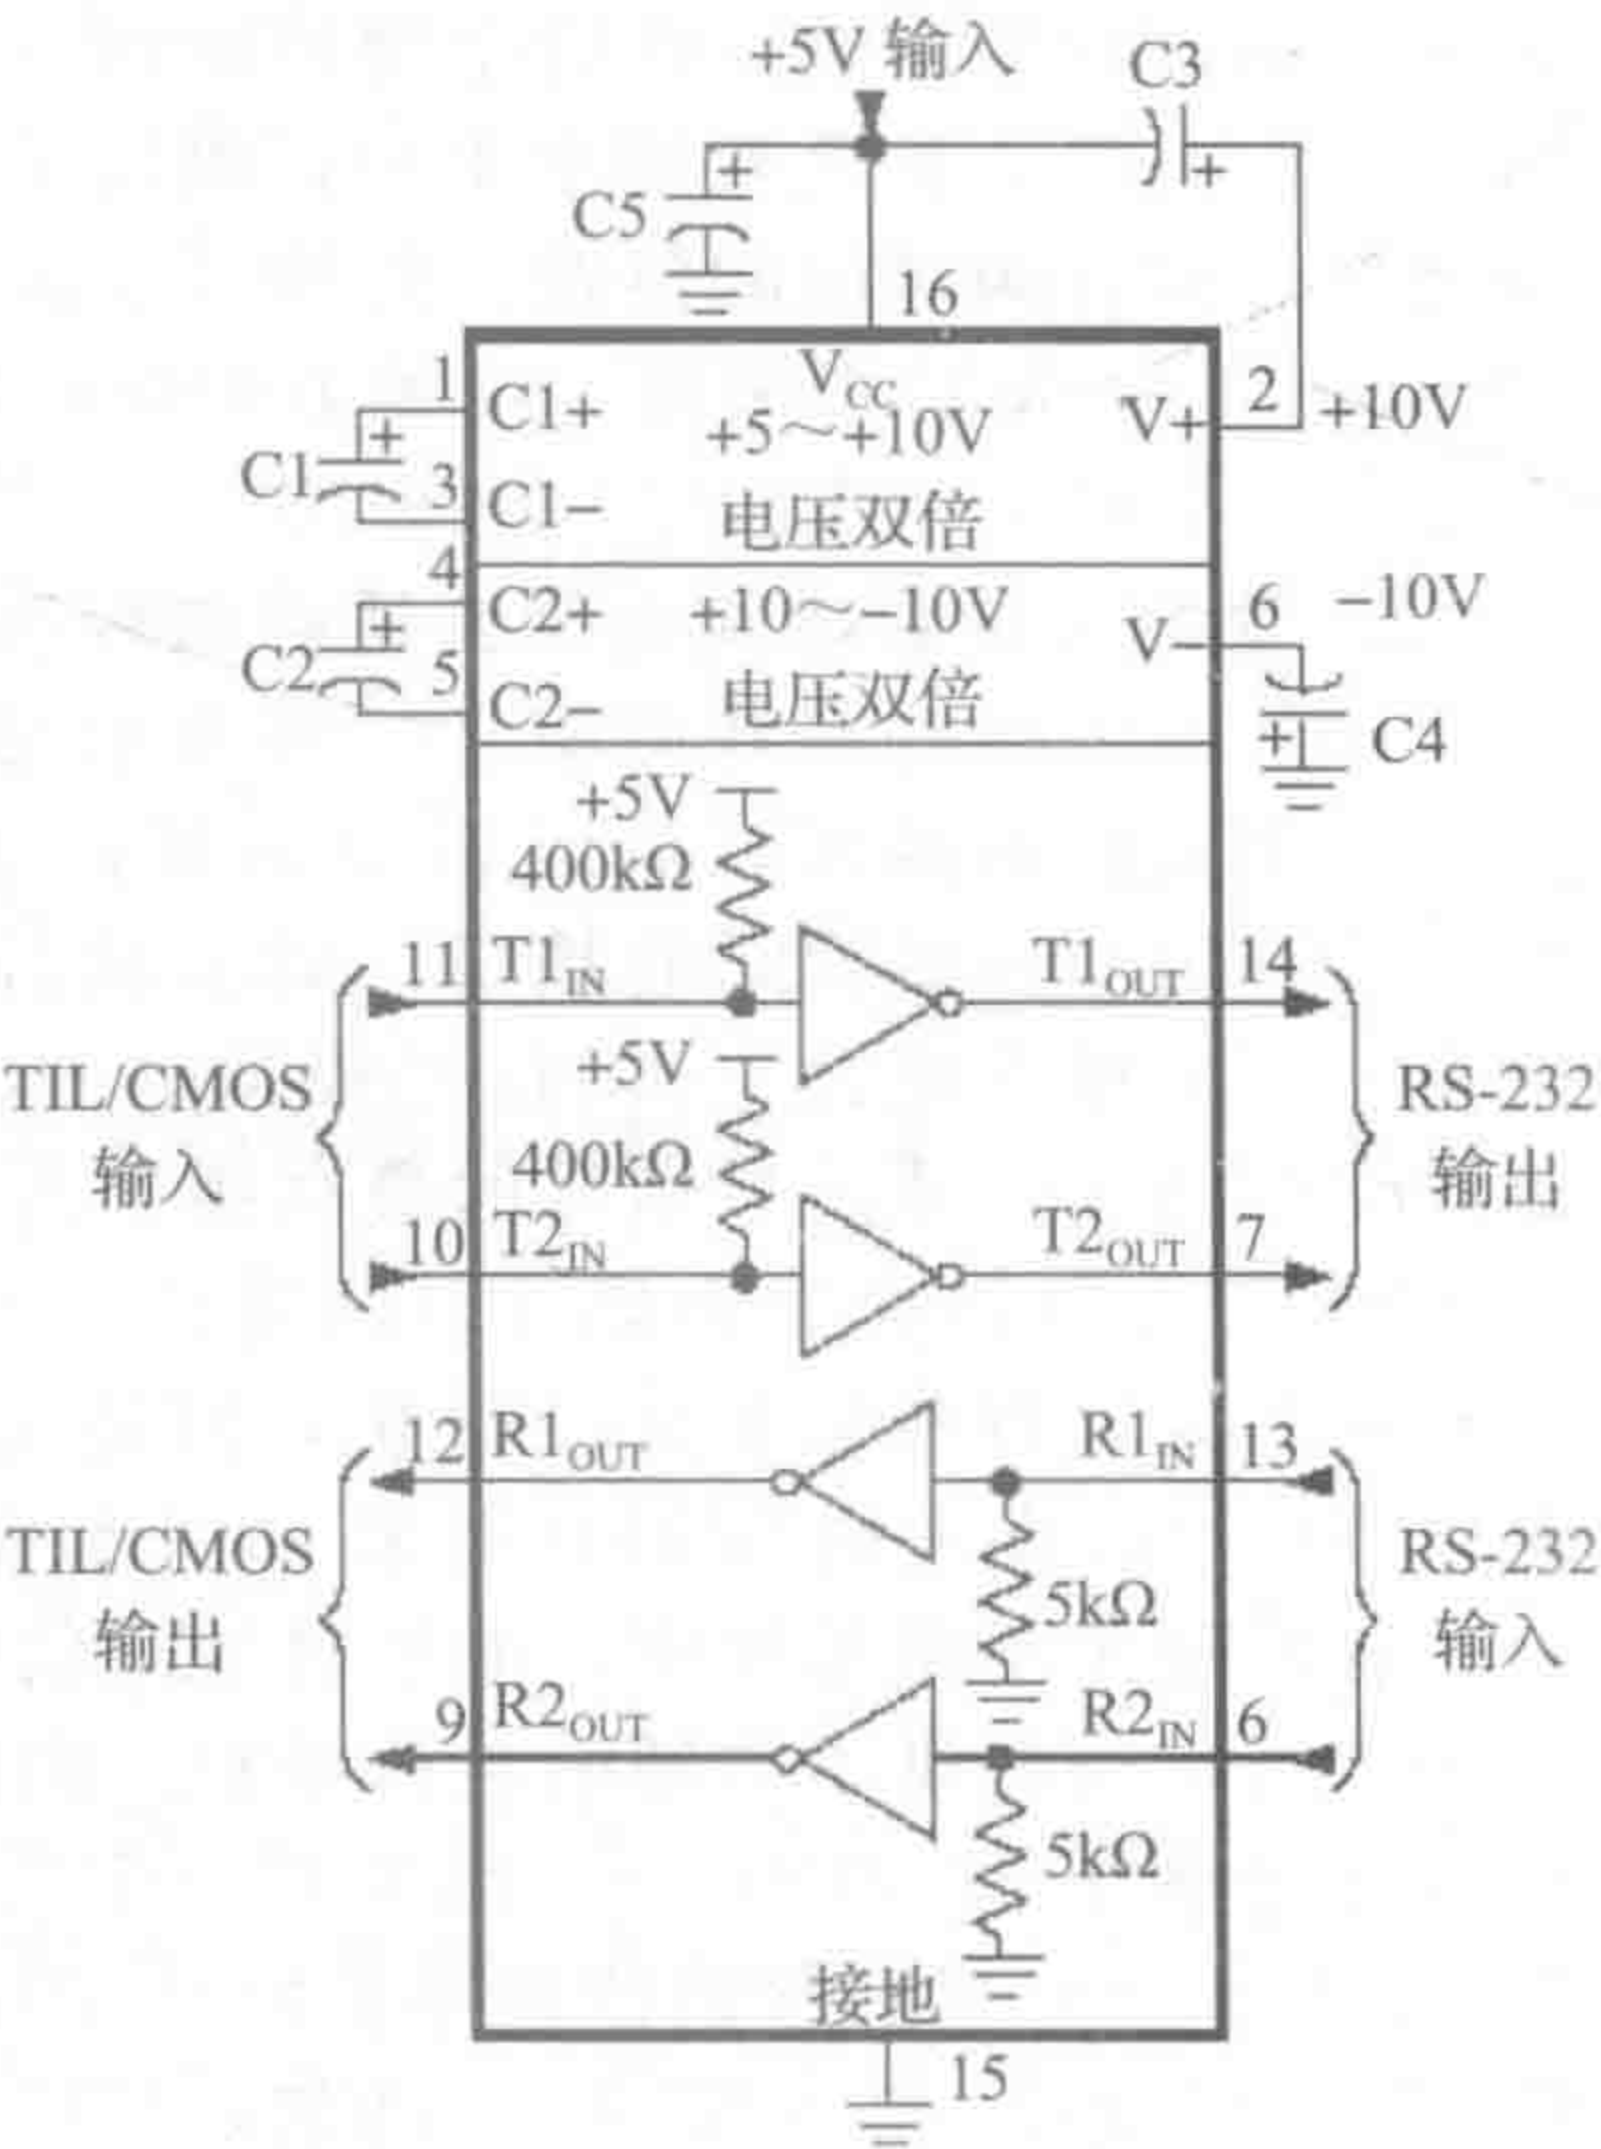 +5V 输入
C3
+
+
C5
16
V_CC
1
C1+
+5～+10V
V+
2
+10V
+
C1
3
C1−
电压双倍
4
C2+
+10～−10V
6
−10V
+
V−
C2
5
C2−
电压双倍
+
C4
+5V
400kΩ
11
T1_IN
T1_OUT
14
+5V
TIL/CMOS
输入
RS-232
输出
400kΩ
10
T2_IN
T2_OUT
7
12
R1_OUT
R1_IN
13
TIL/CMOS
输出
RS-232
输入
5kΩ
9
R2_OUT
R2_IN
6
5kΩ
接地
15